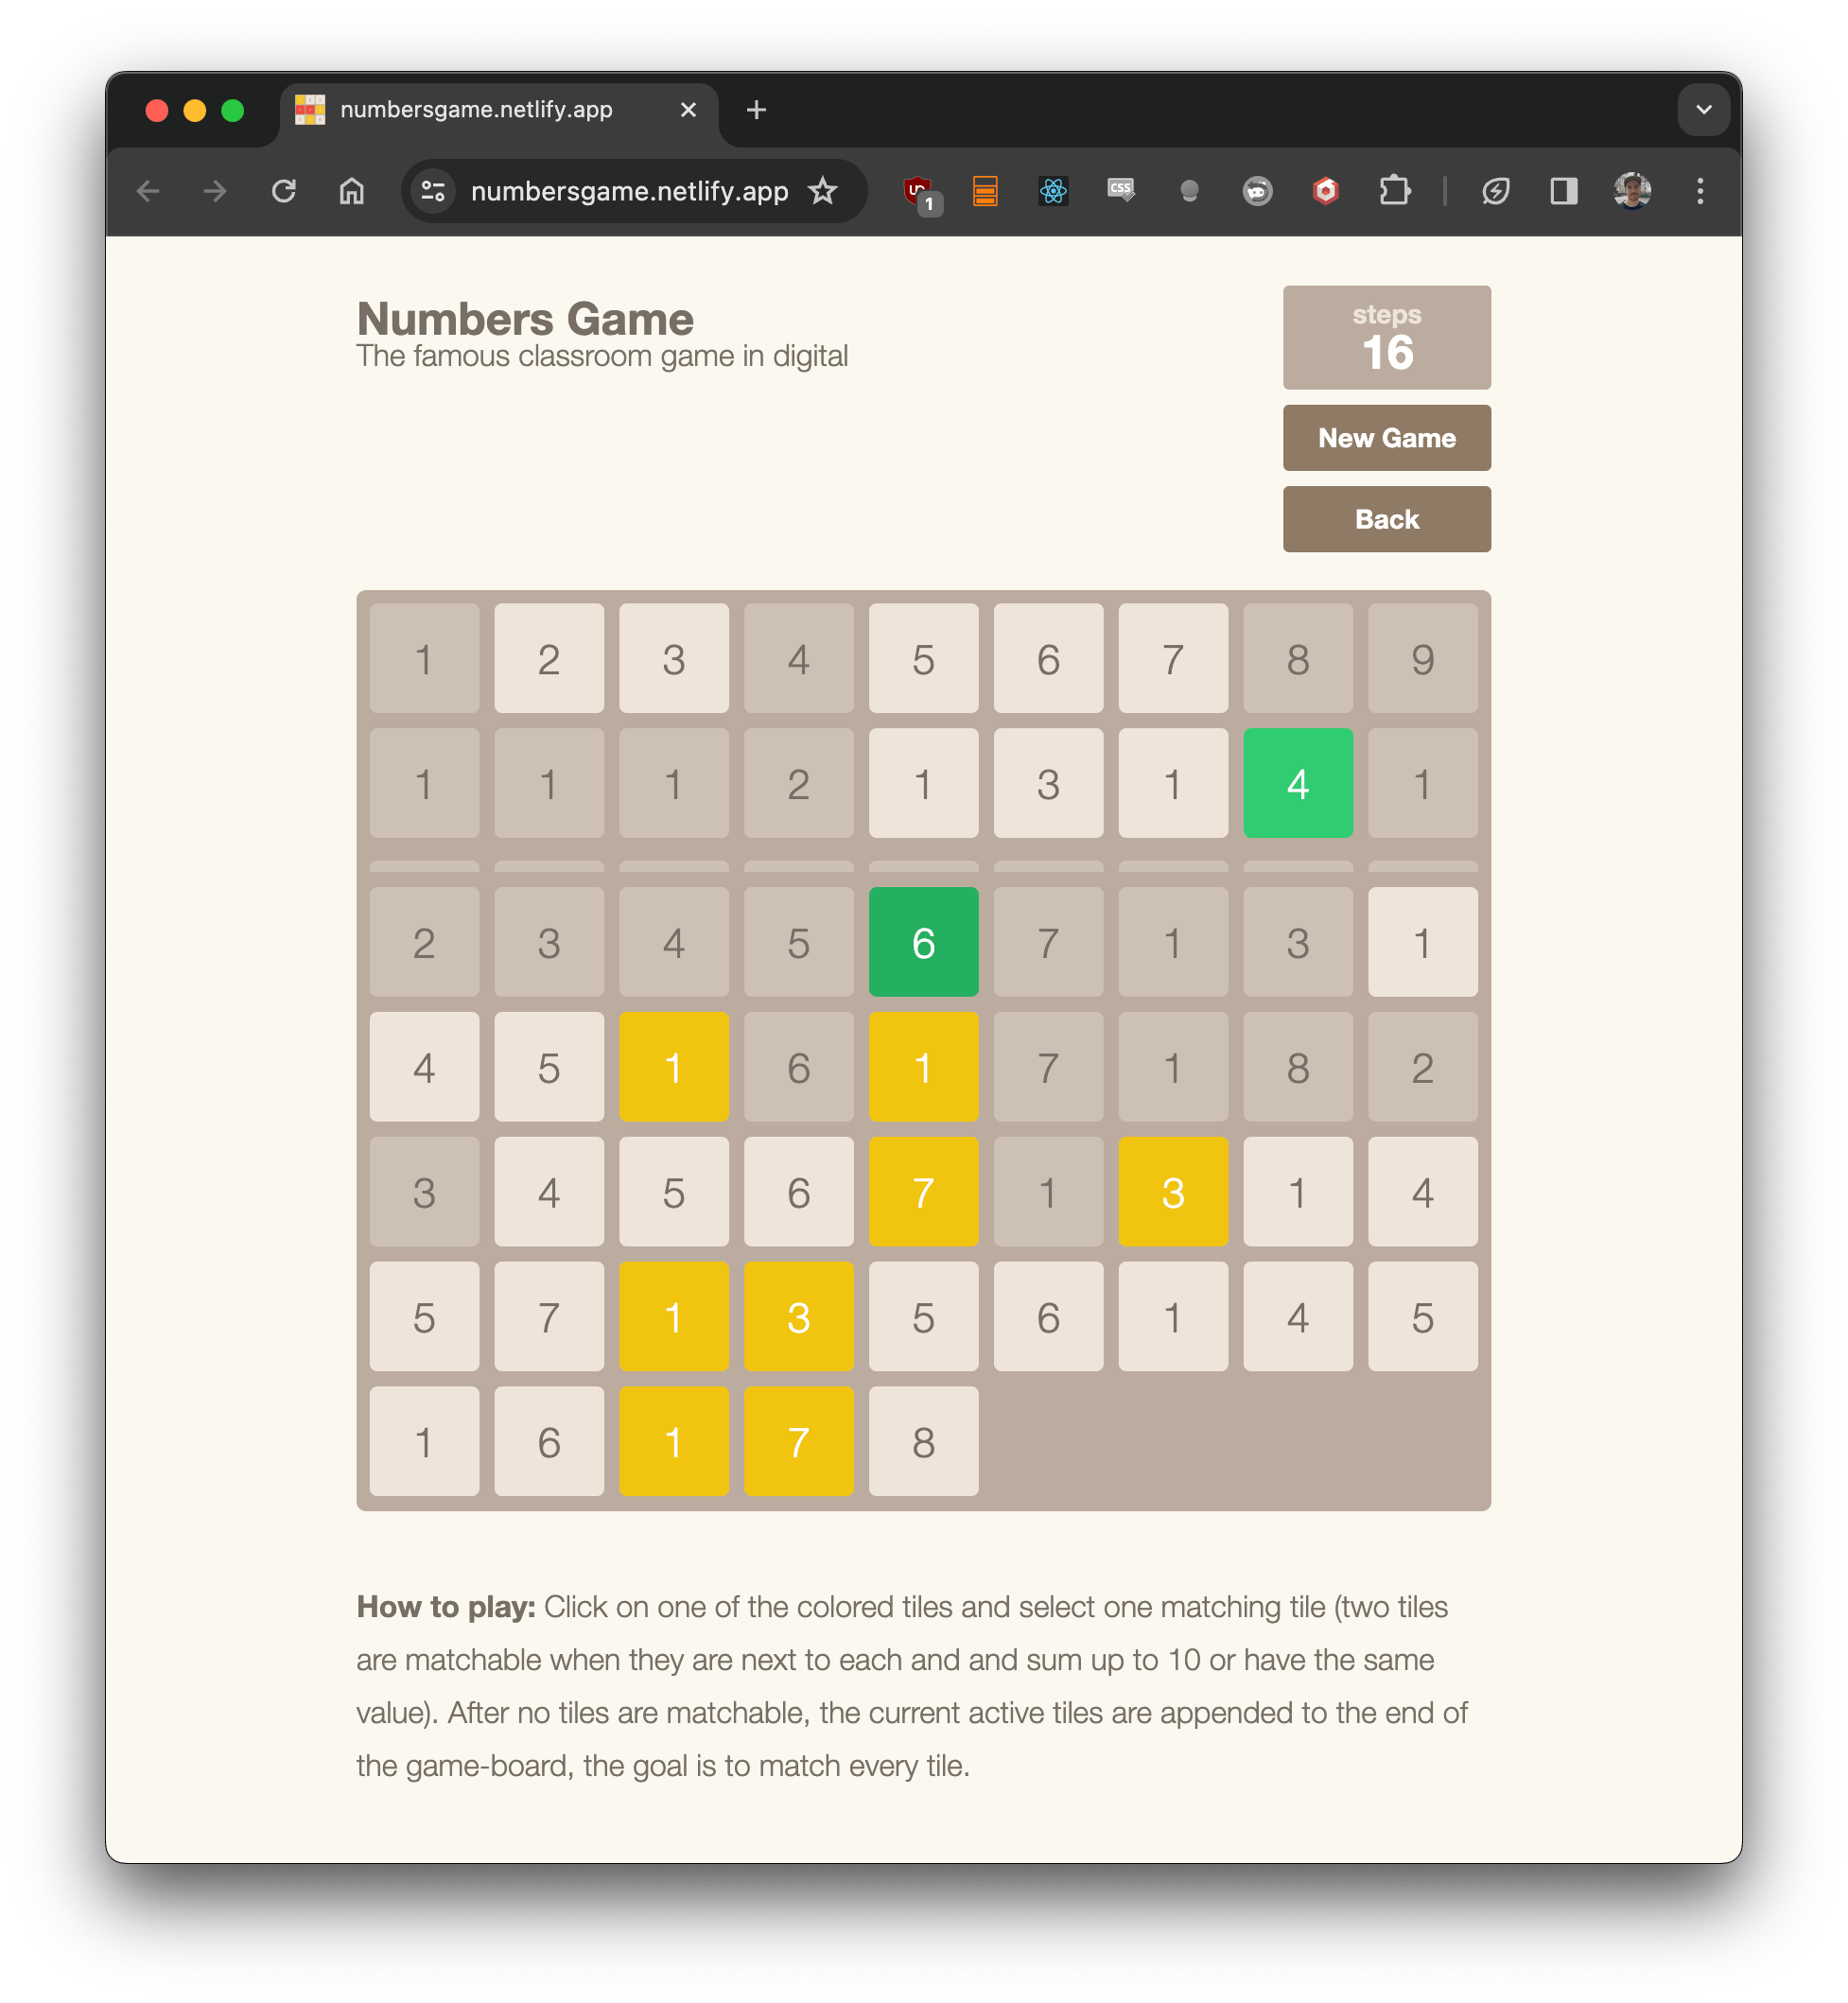 numbersgame.netlify.app
numbersgame.netlify.app
UD
1
CSS
Numbers Game
The famous classroom game in digital
steps
16
New Game
Back
1 2 3 4 5 6 7 8 9
1 1 1 2 1 3 1 4 1
2 3 4 5 6 7 1 3 1
4 5 1 6 1 7 1 8 2
3 4 5 6 7 1 3 1 4
5 7 1 3 5 6 1 4 5
1 6 1 7 8
How to play: Click on one of the colored tiles and select one matching tile (two tiles
are matchable when they are next to each and and sum up to 10 or have the same
value). After no tiles are matchable, the current active tiles are appended to the end of
the game-board, the goal is to match every tile.